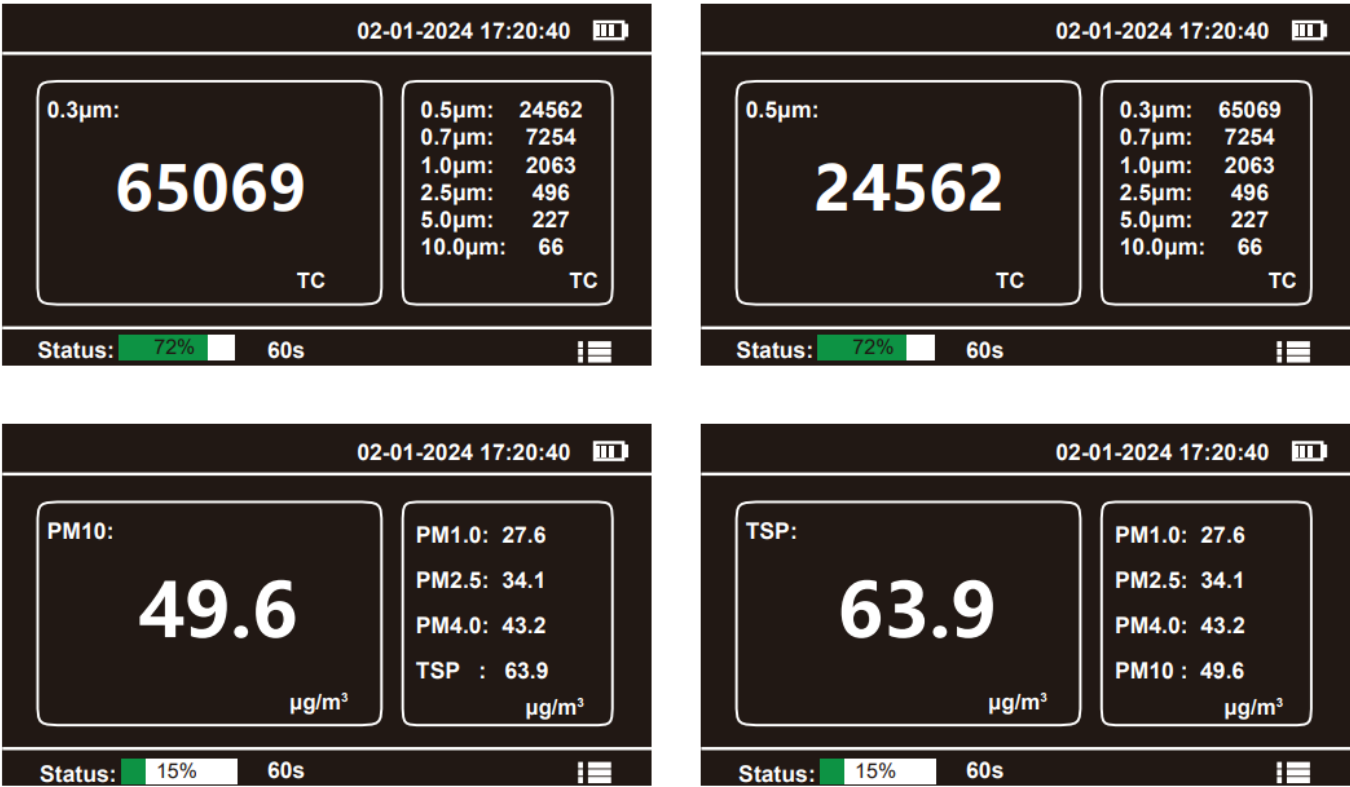 02-01-2024 17:20:40
0.3µm:
65069
TC
0.5µm: 24562
0.7µm: 7254
1.0µm: 2063
2.5µm: 496
5.0µm: 227
10.0µm: 66
TC
Status: 72% 60s
02-01-2024 17:20:40
0.5µm:
24562
TC
0.3µm: 65069
0.7µm: 7254
1.0µm: 2063
2.5µm: 496
5.0µm: 227
10.0µm: 66
TC
Status: 72% 60s
02-01-2024 17:20:40
PM10:
49.6
µg/m³
PM1.0: 27.6
PM2.5: 34.1
PM4.0: 43.2
TSP : 63.9
µg/m³
Status: 15% 60s
02-01-2024 17:20:40
TSP:
63.9
µg/m³
PM1.0: 27.6
PM2.5: 34.1
PM4.0: 43.2
PM10 : 49.6
µg/m³
Status: 15% 60s